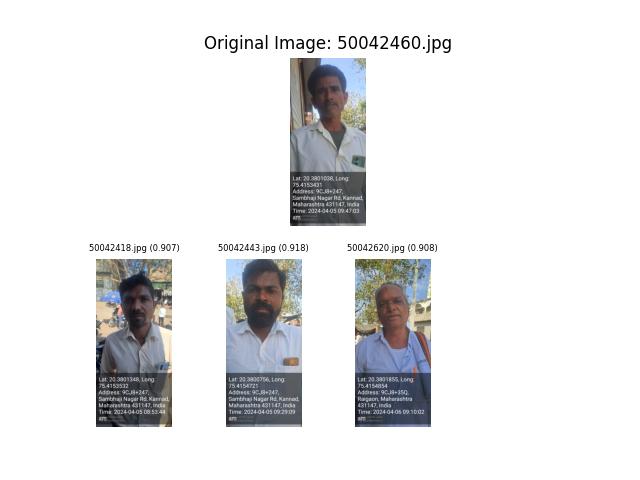 Original Image: 50042460.jpg
Lat: 20.3801038, Long:
75.4153431
Address: 9CJ8+247,
Sambhaji Nagar Rd, Kannad,
Maharashtra 431147, India
Time: 2024-04-05 09:47:03
am
50042418.jpg (0.907)
50042443.jpg (0.918)
50042620.jpg (0.908)
Lat: 20.3801348, Long:
75.4153532
Address: 9CJ8+247,
Sambhaji Nagar Rd, Kannad,
Maharashtra 431147, India
Time: 2024-04-05 08:53:44
am
Lat: 20.3800756, Long:
75.4154721
Address: 9CJ8+247,
Sambhaji Nagar Rd, Kannad,
Maharashtra 431147, India
Time: 2024-04-05 09:29:09
am
Lat: 20.3801855, Long:
75.4154854
Address: 9CJ8+35Q,
Raigaon, Maharashtra
431147, India
Time: 2024-04-06 09:10:02
am